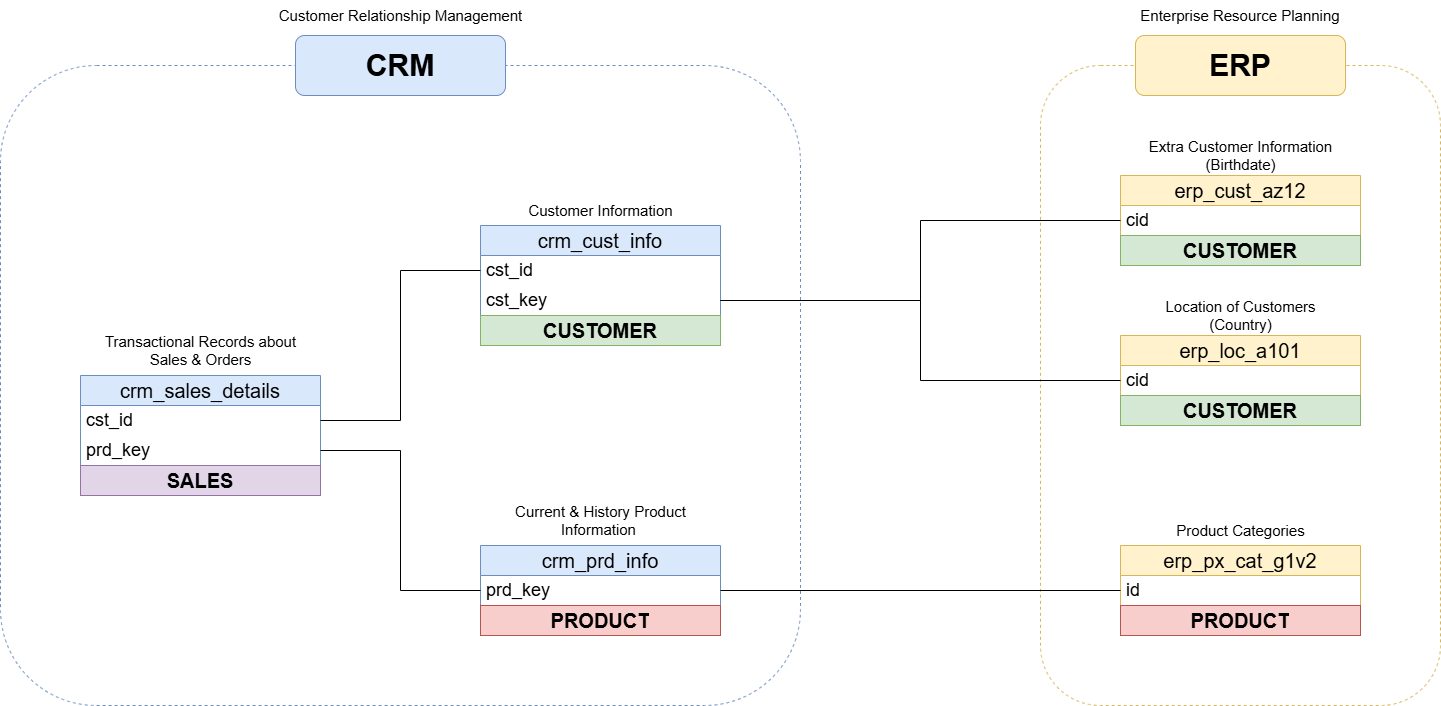 Customer Relationship Management
CRM
Enterprise Resource Planning
ERP
Transactional Records about
Sales & Orders
crm_sales_details
cst_id
prd_key
SALES
Customer Information
crm_cust_info
cst_id
cst_key
CUSTOMER
Current & History Product
Information
crm_prd_info
prd_key
PRODUCT
Extra Customer Information
(Birthdate)
erp_cust_az12
cid
CUSTOMER
Location of Customers
(Country)
erp_loc_a101
cid
CUSTOMER
Product Categories
erp_px_cat_g1v2
id
PRODUCT